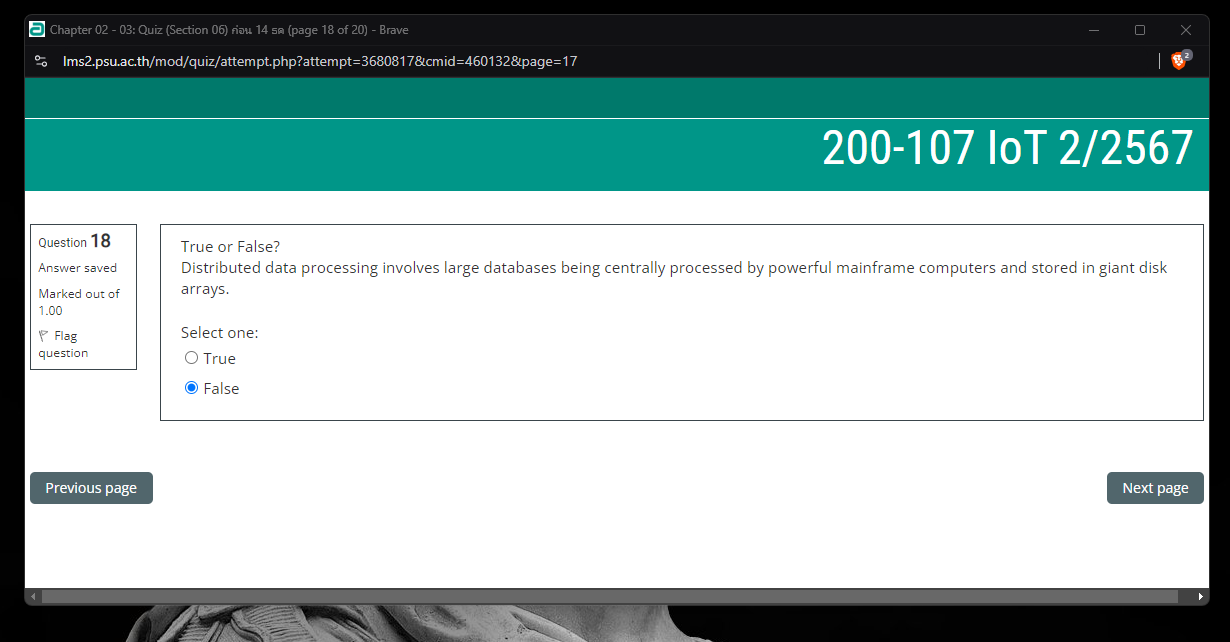 Chapter 02 - 03: Quiz (Section 06) ก่อน 14 ธค (page 18 of 20) - Brave
lms2.psu.ac.th/mod/quiz/attempt.php?attempt=3680817&cmid=460132&page=17
2
200-107 IoT 2/2567
Question 18
Answer saved
Marked out of
1.00
Flag
question
True or False?
Distributed data processing involves large databases being centrally processed by powerful mainframe computers and stored in giant disk
arrays.
Select one:
True
False
Previous page
Next page